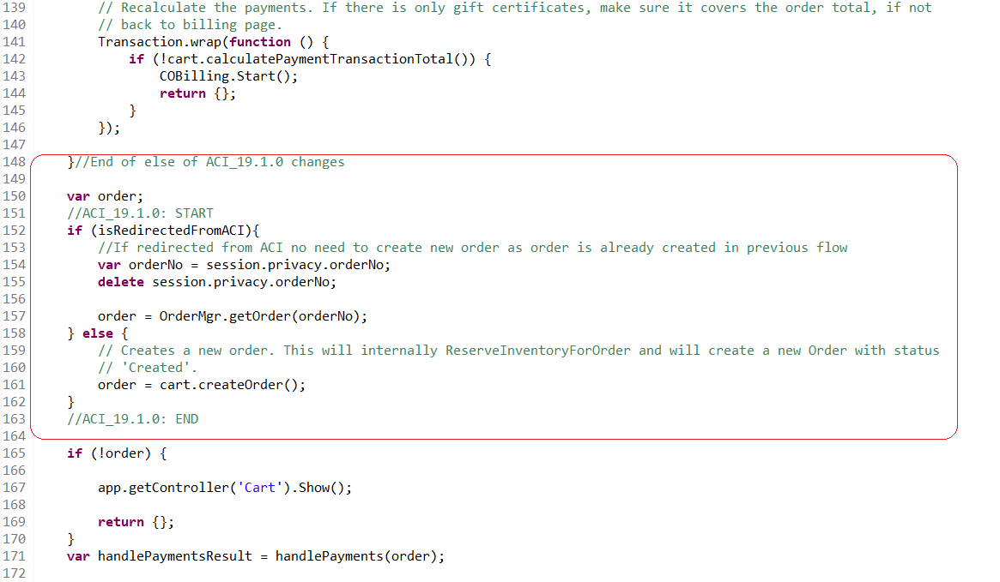 139 // Recalculate the payments. If there is only gift certificates, make sure it covers the order total, if not
140 // back to billing page.
141 Transaction.wrap(function () {
142 if (!cart.calculatePaymentTransactionTotal()) {
143 COBilling.Start();
144 return {};
145 }
146 });
147
148 }//End of else of ACI_19.1.0 changes
149
150 var order;
151 //ACI_19.1.0: START
152 if (isRedirectedFromACI){
153 //If redirected from ACI no need to create new order as order is already created in previous flow
154 var orderNo = session.privacy.orderNo;
155 delete session.privacy.orderNo;
156
157 order = OrderMgr.getOrder(orderNo);
158 } else {
159 // Creates a new order. This will internally ReserveInventoryForOrder and will create a new Order with status
160 // 'Created'.
161 order = cart.createOrder();
162 }
163 //ACI_19.1.0: END
164
165 if (!order) {
166
167 app.getController('Cart').Show();
168
169 return {};
170 }
171 var handlePaymentsResult = handlePayments(order);
172